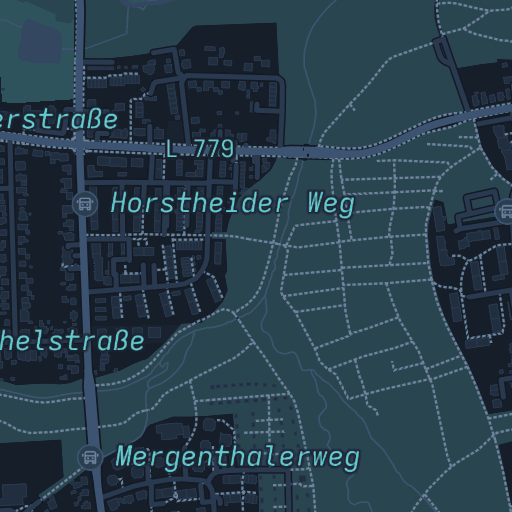 erstraße
L 779
Horstheider Weg
helstraße
Mergenthalerweg